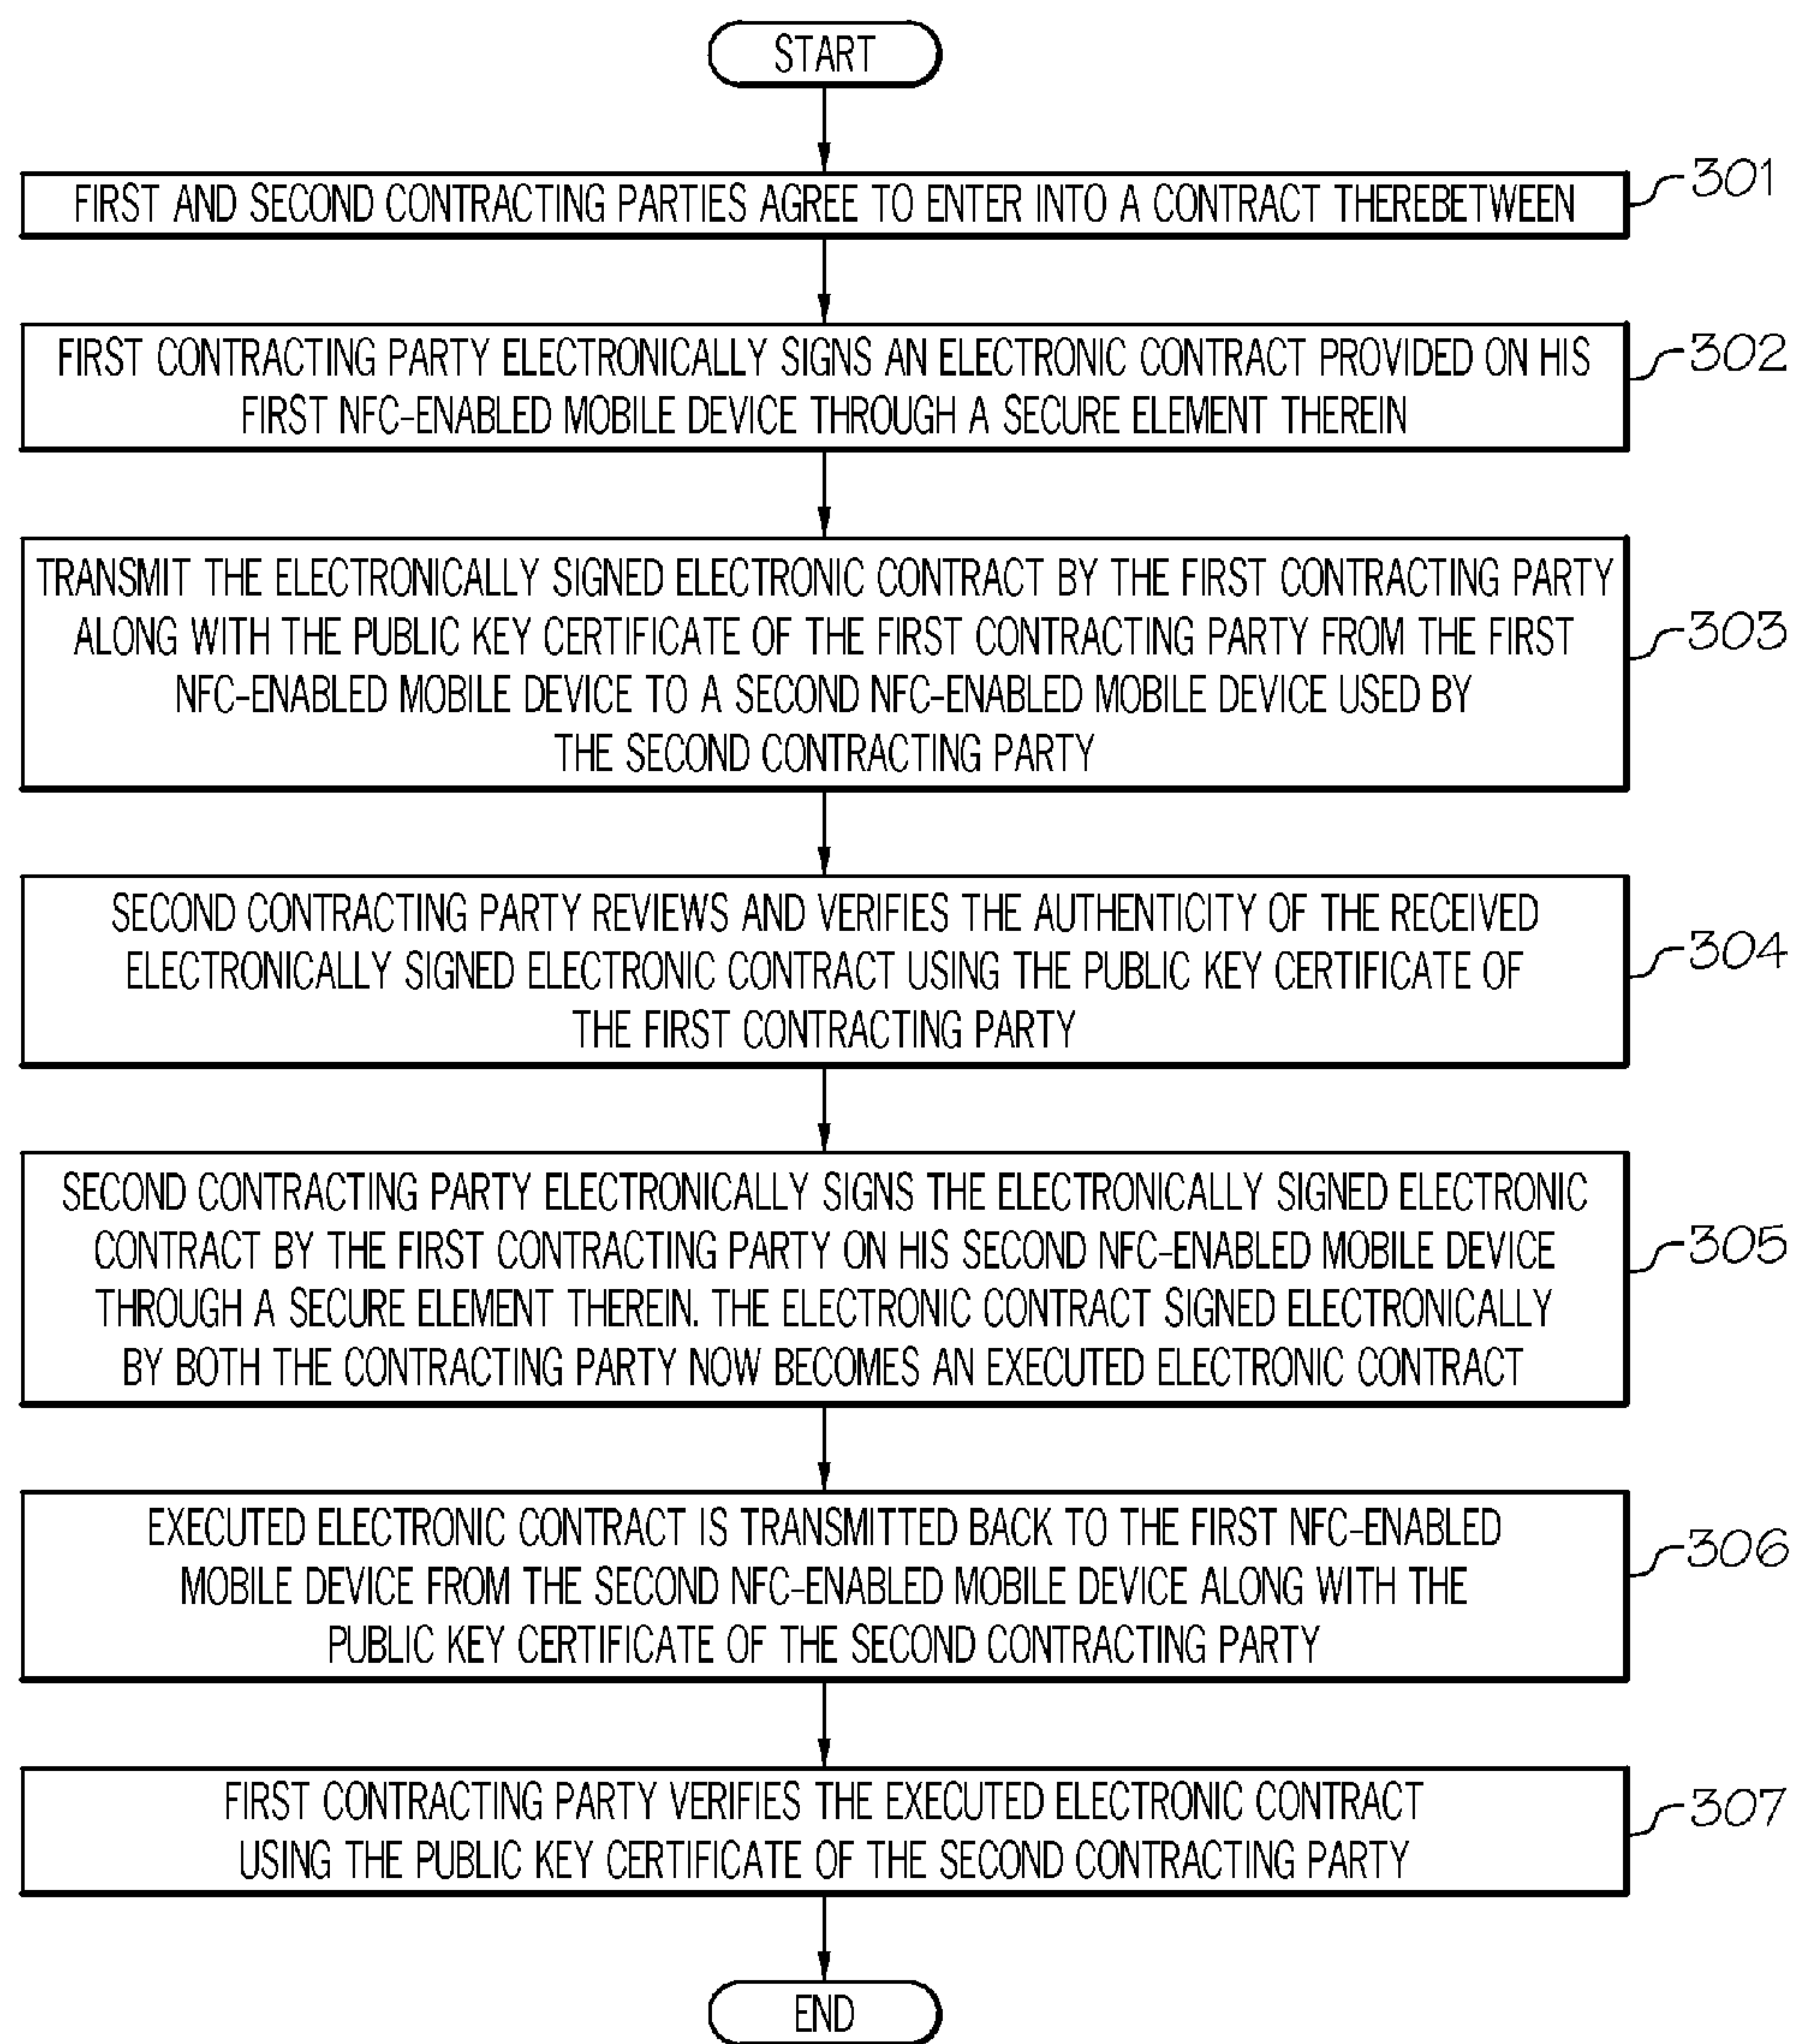 START
FIRST AND SECOND CONTRACTING PARTIES AGREE TO ENTER INTO A CONTRACT THEREBETWEEN
301
FIRST CONTRACTING PARTY ELECTRONICALLY SIGNS AN ELECTRONIC CONTRACT PROVIDED ON HIS
FIRST NFC-ENABLED MOBILE DEVICE THROUGH A SECURE ELEMENT THEREIN
302
TRANSMIT THE ELECTRONICALLY SIGNED ELECTRONIC CONTRACT BY THE FIRST CONTRACTING PARTY
ALONG WITH THE PUBLIC KEY CERTIFICATE OF THE FIRST CONTRACTING PARTY FROM THE FIRST
NFC-ENABLED MOBILE DEVICE TO A SECOND NFC-ENABLED MOBILE DEVICE USED BY
THE SECOND CONTRACTING PARTY
303
SECOND CONTRACTING PARTY REVIEWS AND VERIFIES THE AUTHENTICITY OF THE RECEIVED
ELECTRONICALLY SIGNED ELECTRONIC CONTRACT USING THE PUBLIC KEY CERTIFICATE OF
THE FIRST CONTRACTING PARTY
304
SECOND CONTRACTING PARTY ELECTRONICALLY SIGNS THE ELECTRONICALLY SIGNED ELECTRONIC
CONTRACT BY THE FIRST CONTRACTING PARTY ON HIS SECOND NFC-ENABLED MOBILE DEVICE
THROUGH A SECURE ELEMENT THEREIN. THE ELECTRONIC CONTRACT SIGNED ELECTRONICALLY
BY BOTH THE CONTRACTING PARTY NOW BECOMES AN EXECUTED ELECTRONIC CONTRACT
305
EXECUTED ELECTRONIC CONTRACT IS TRANSMITTED BACK TO THE FIRST NFC-ENABLED
MOBILE DEVICE FROM THE SECOND NFC-ENABLED MOBILE DEVICE ALONG WITH THE
PUBLIC KEY CERTIFICATE OF THE SECOND CONTRACTING PARTY
306
FIRST CONTRACTING PARTY VERIFIES THE EXECUTED ELECTRONIC CONTRACT
USING THE PUBLIC KEY CERTIFICATE OF THE SECOND CONTRACTING PARTY
307
END